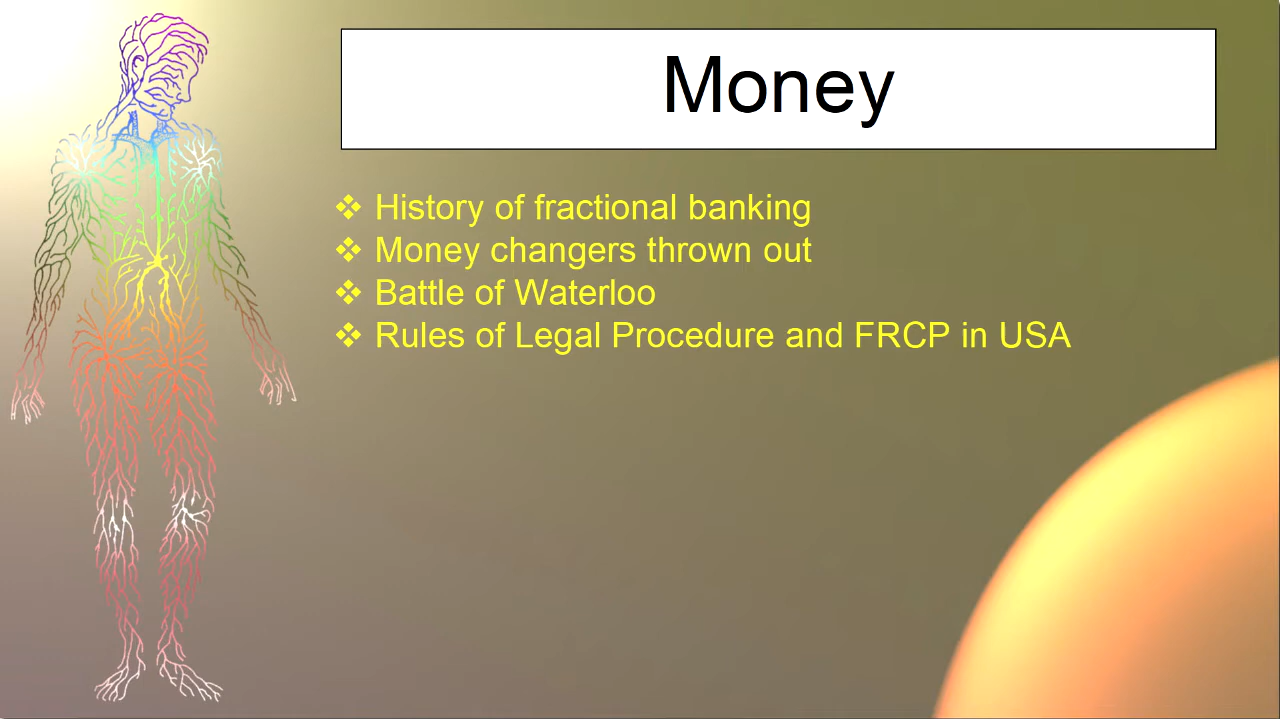 Money
❖ History of fractional banking
❖ Money changers thrown out
❖ Battle of Waterloo
❖ Rules of Legal Procedure and FRCP in USA